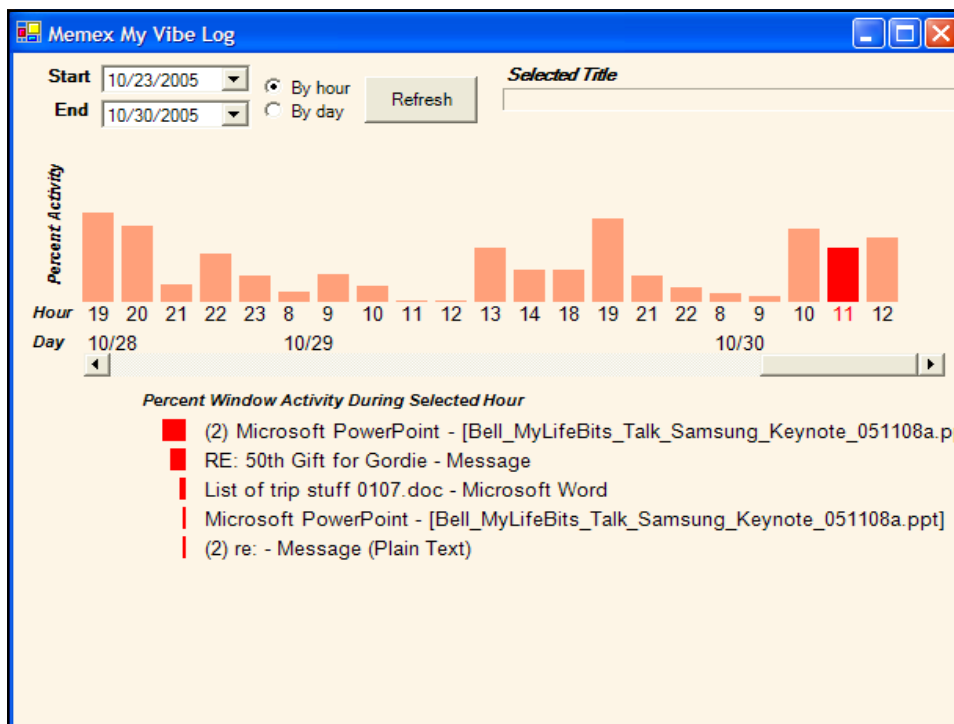 Memex My Vibe Log
Start 10/23/2005 By hour Refresh Selected Title
End 10/30/2005 By day
Percent Activity
Hour 19 20 21 22 23 8 9 10 11 12 13 14 18 19 21 22 8 9 10 11 12
Day 10/28 10/29 10/30
Percent Window Activity During Selected Hour
(2) Microsoft PowerPoint - [Bell_MyLifeBits_Talk_Samsung_Keynote_051108a.p
RE: 50th Gift for Gordie - Message
List of trip stuff 0107.doc - Microsoft Word
Microsoft PowerPoint - [Bell_MyLifeBits_Talk_Samsung_Keynote_051108a.ppt]
(2) re: - Message (Plain Text)